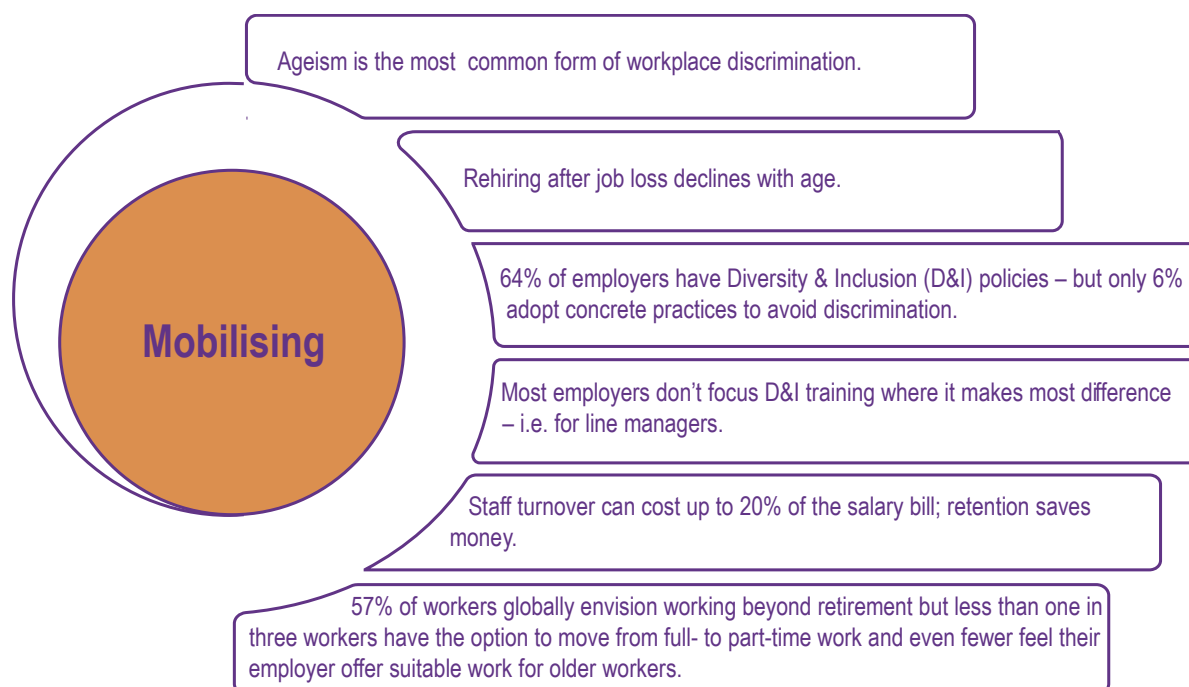 Ageism is the most common form of workplace discrimination.
Rehiring after job loss declines with age.
64% of employers have Diversity & Inclusion (D&I) policies – but only 6%
adopt concrete practices to avoid discrimination.
Mobilising
Most employers don’t focus D&I training where it makes most difference
– i.e. for line managers.
Staff turnover can cost up to 20% of the salary bill; retention saves
money.
57% of workers globally envision working beyond retirement but less than one in
three workers have the option to move from full- to part-time work and even fewer feel their
employer offer suitable work for older workers.